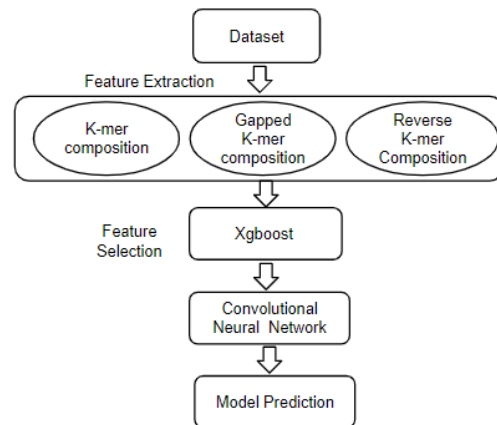 Dataset
Feature Extraction
K-mer
composition
Gapped
K-mer
composition
Reverse
K-mer
Composition
Feature
Selection
Xgboost
Convolutional
Neural Network
Model Prediction